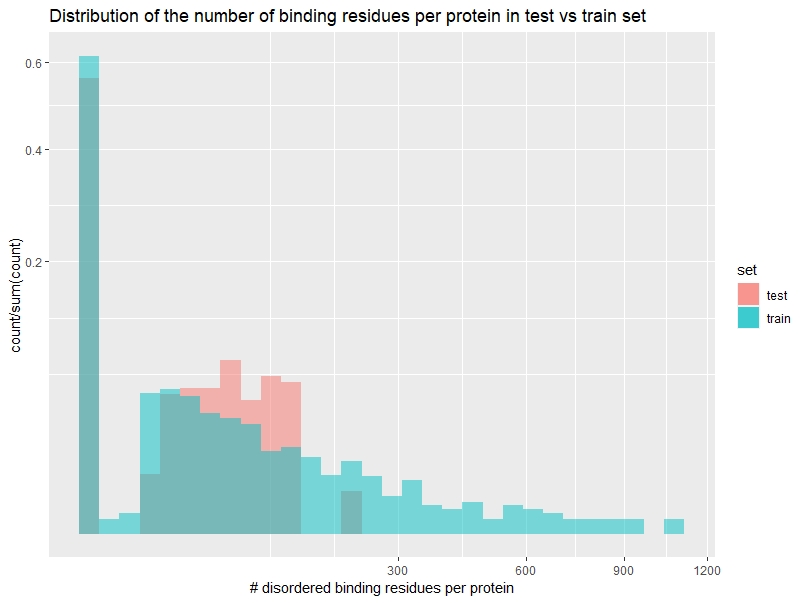 Distribution of the number of binding residues per protein in test vs train set
0.6
0.4
0.2
count/sum(count)
300
600
900
1200
# disordered binding residues per protein
set
test
train